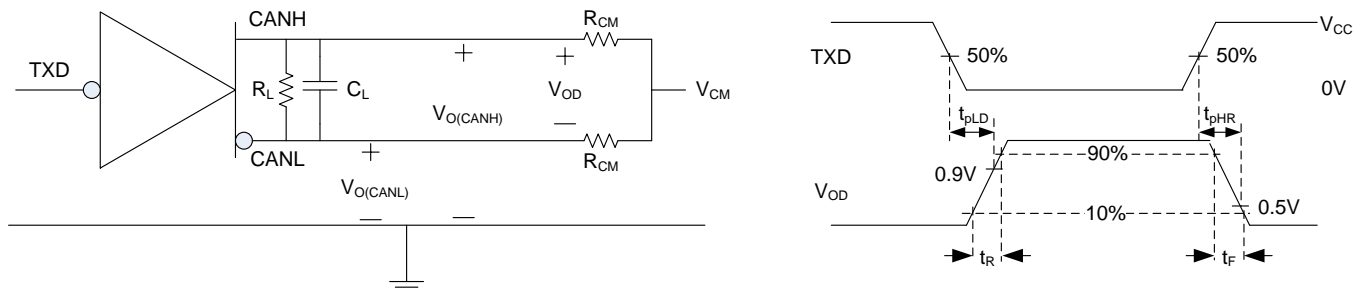 CANH
TXD
R_L
C_L
V_O(CANH)
V_OD
R_CM
V_CM
R_CM
CANL
V_O(CANL)
TXD
50%
50%
V_CC
0V
t_pLD
t_pHR
V_OD
0.9V
90%
10%
0.5V
t_R
t_F